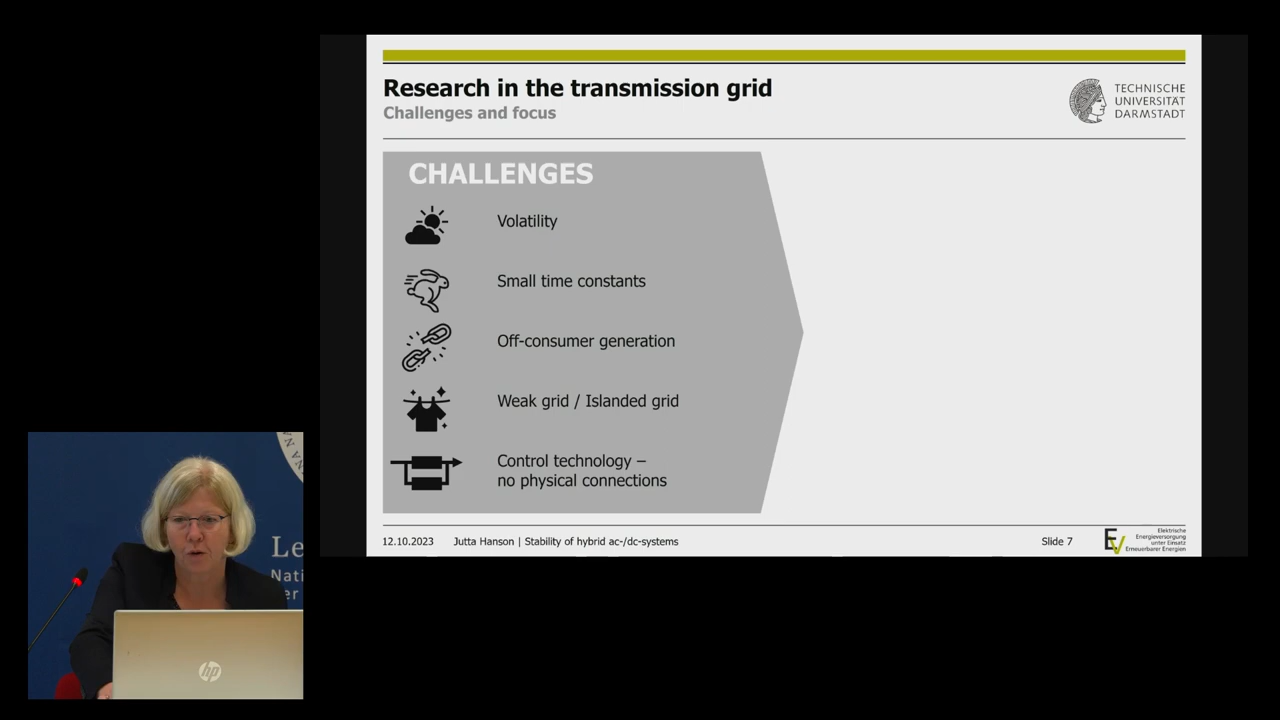 Research in the transmission grid
Challenges and focus
TECHNISCHE
UNIVERSITÄT
DARMSTADT
CHALLENGES
Volatility
Small time constants
Off-consumer generation
Weak grid / Islanded grid
Control technology –
no physical connections
12.10.2023 Jutta Hanson | Stability of hybrid ac-/dc-systems Slide 7
EV
Elektrische
Energieversorgung
unter Einsatz
Erneuerbarer Energien
Le
Nati
er
hp